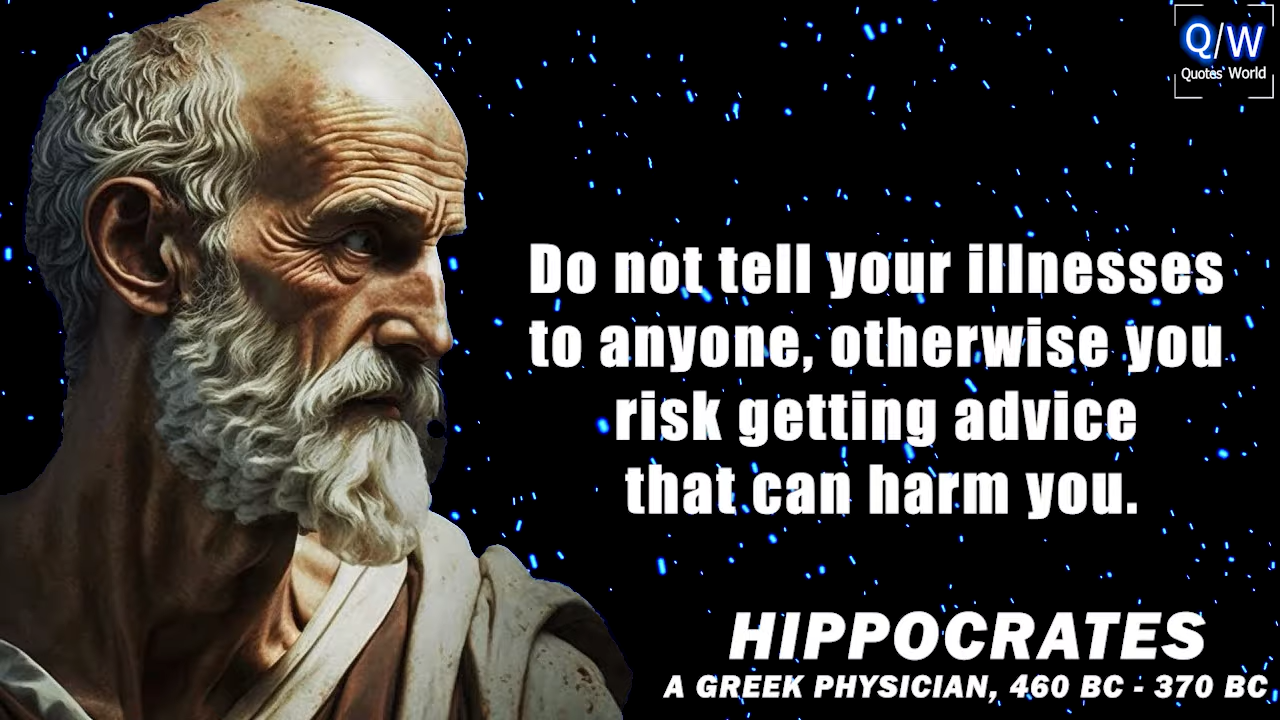 Q/W
Quotes World
Do not tell your illnesses
to anyone, otherwise you
risk getting advice
that can harm you.
HIPPOCRATES
A GREEK PHYSICIAN, 460 BC - 370 BC